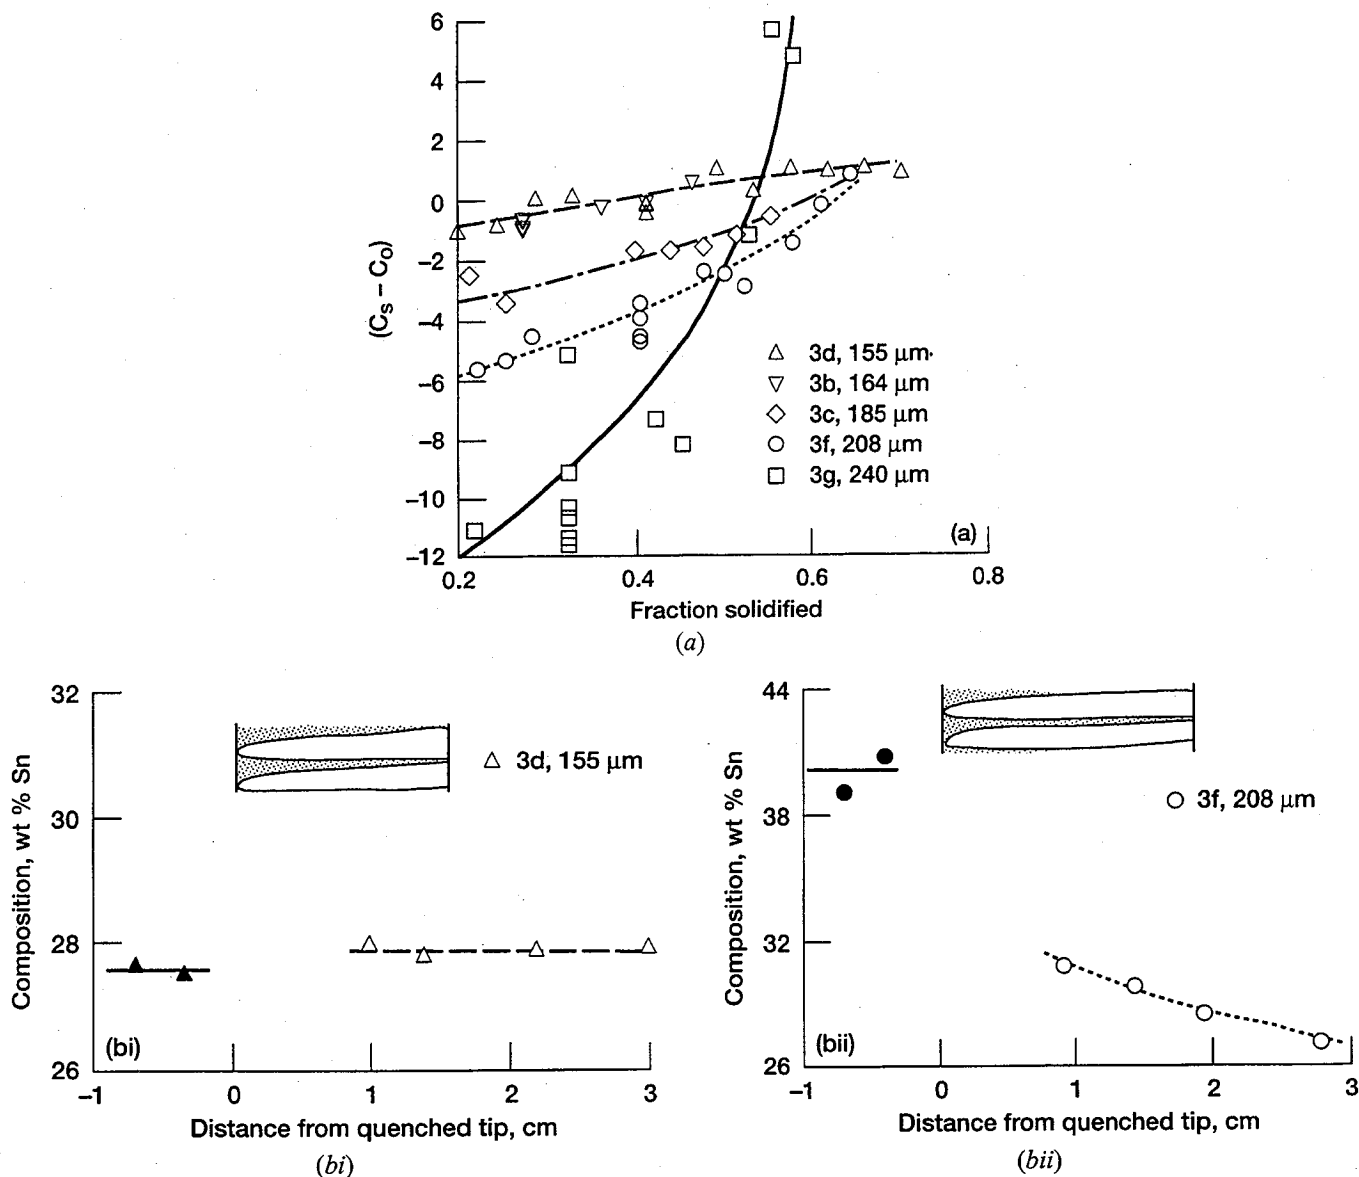 6
4
2
0
−2
−4
−6
−8
−10
−12
(Cs − Co)
3d, 155 μm
3b, 164 μm
3c, 185 μm
3f, 208 μm
3g, 240 μm
(a)
0.2 0.4 0.6 0.8
Fraction solidified
(a)
32
30
28
26
Composition, wt % Sn
3d, 155 μm
(bi)
−1 0 1 2 3
Distance from quenched tip, cm
(bi)
44
38
32
26
Composition, wt % Sn
3f, 208 μm
(bii)
−1 0 1 2 3
Distance from quenched tip, cm
(bii)